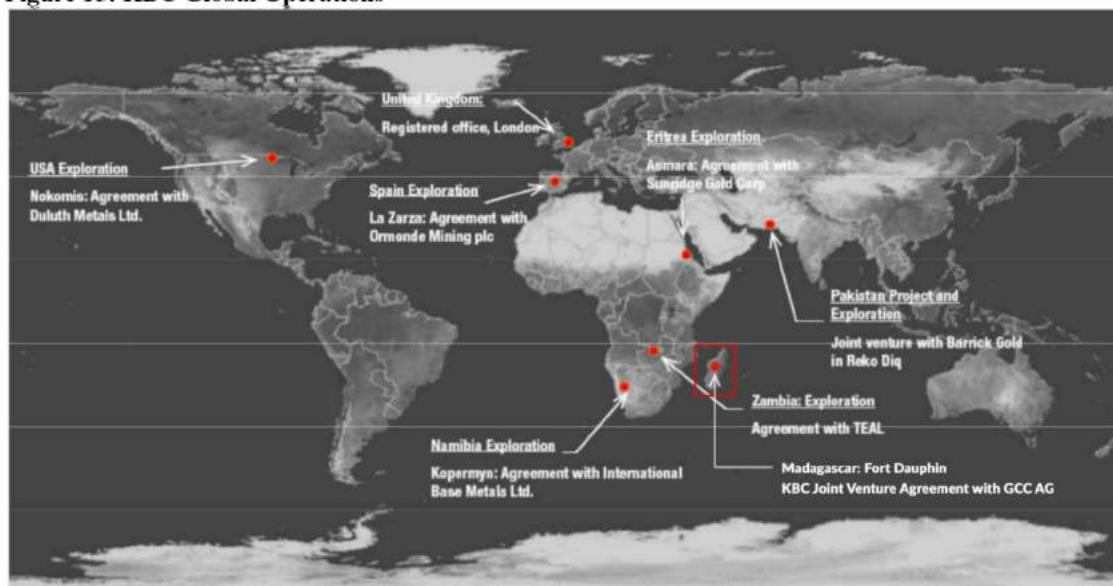 Figure 15: KBC Global Operations
United Kingdom:
Registered office, London
Eritrea Exploration
Asmara: Agreement with
Sunridge Gold Corp
USA Exploration
Nokomis: Agreement with
Duluth Metals Ltd.
Spain Exploration
La Zarza: Agreement with
Ormonde Mining plc
Pakistan Project and
Exploration
Joint venture with Barrick Gold
in Reko Diq
Zambia: Exploration
Agreement with TEAL
Namibia Exploration
Kopermyn: Agreement with International
Base Metals Ltd.
Madagascar: Fort Dauphin
KBC Joint Venture Agreement with GCC AG